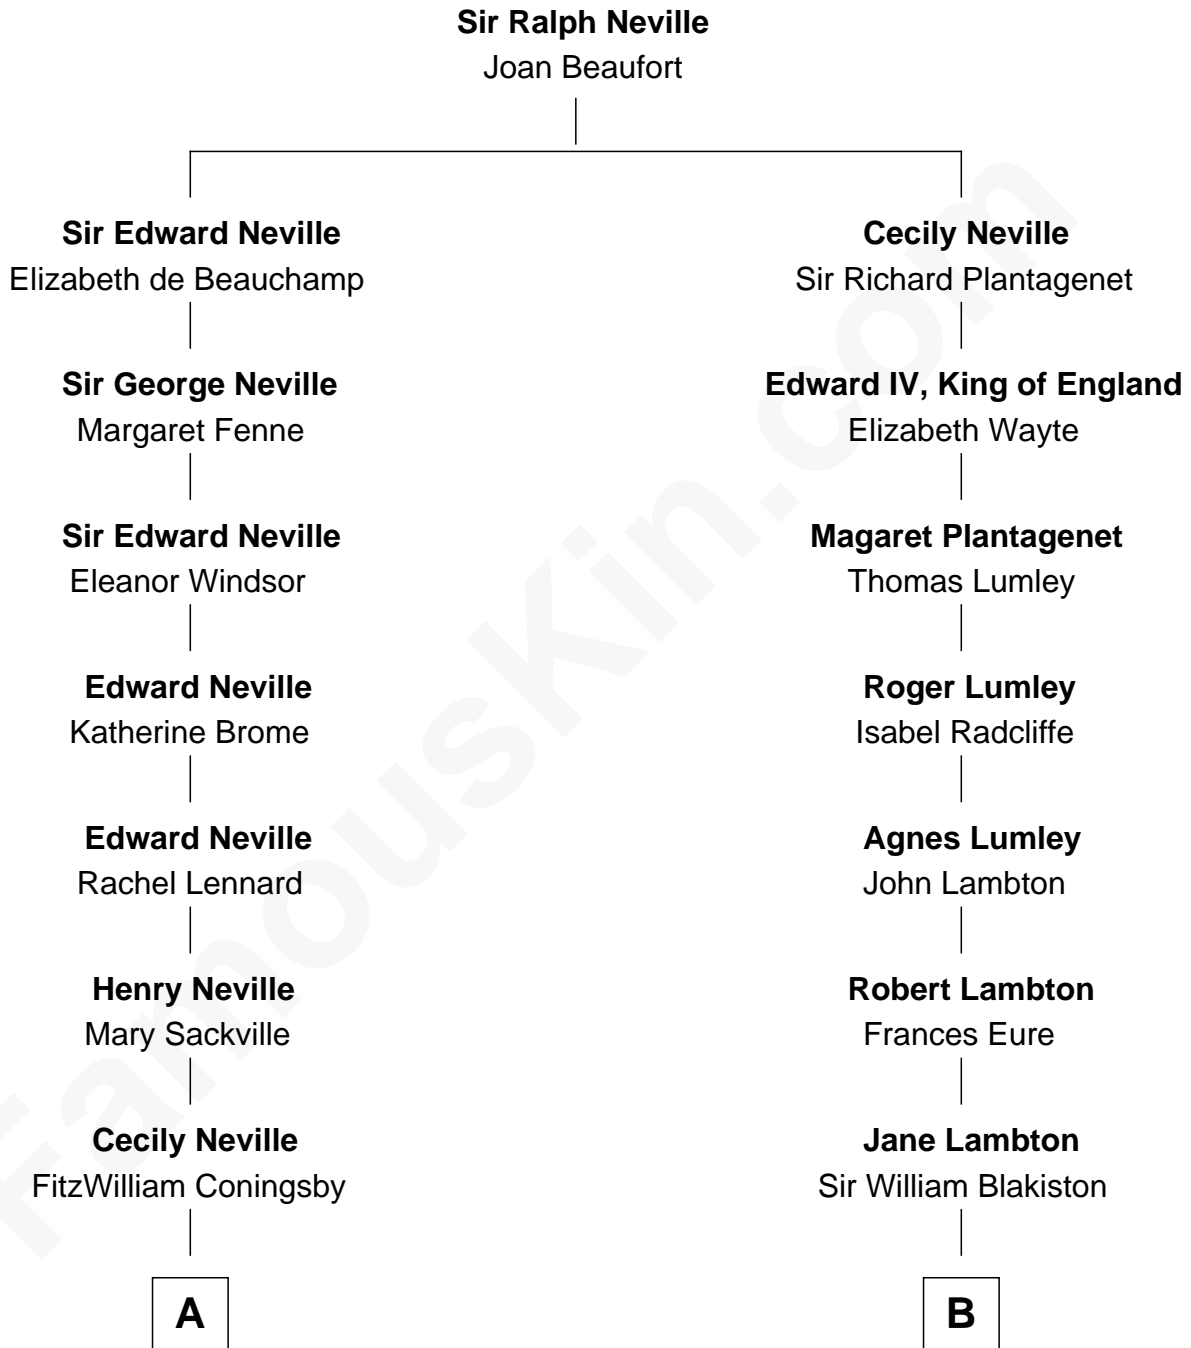 Sir Ralph Neville
Joan Beaufort
Sir Edward Neville
Elizabeth de Beauchamp
Cecily Neville
Sir Richard Plantagenet
Sir George Neville
Margaret Fenne
Edward IV, King of England
Elizabeth Wayte
Sir Edward Neville
Eleanor Windsor
Magaret Plantagenet
Thomas Lumley
Edward Neville
Katherine Brome
Roger Lumley
Isabel Radcliffe
Edward Neville
Rachel Lennard
Agnes Lumley
John Lambton
Henry Neville
Mary Sackville
Robert Lambton
Frances Eure
Cecily Neville
FitzWilliam Coningsby
Jane Lambton
Sir William Blakiston
A
B
FamousKin.com